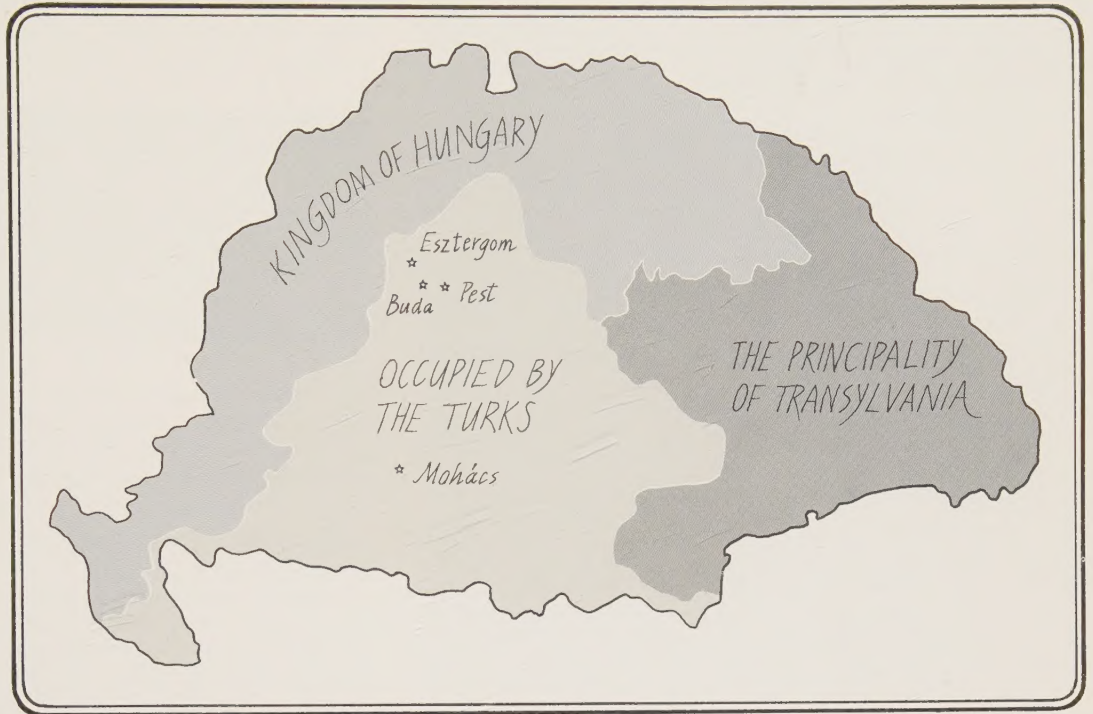 KINGDOM OF HUNGARY
Esztergom
Buda
Pest
OCCUPIED BY
THE TURKS
Mohács
THE PRINCIPALITY
OF TRANSYLVANIA